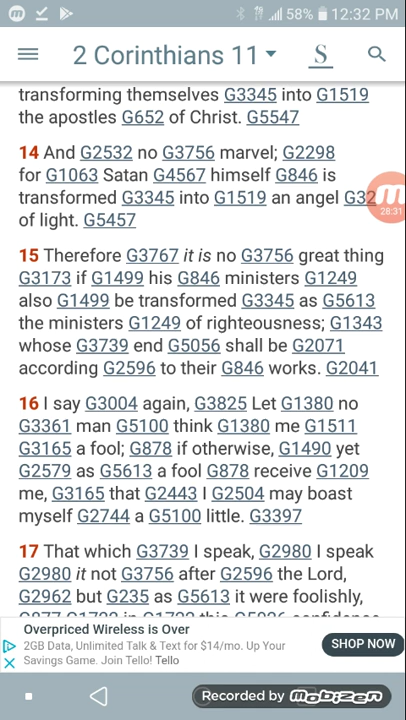 58% 12:32 PM
2 Corinthians 11 S
transforming themselves G3345 into G1519
the apostles G652 of Christ. G5547
14 And G2532 no G3756 marvel; G2298
for G1063 Satan G4567 himself G846 is
transformed G3345 into G1519 an angel G32
of light. G5457
28:31
15 Therefore G3767 it is no G3756 great thing
G3173 if G1499 his G846 ministers G1249
also G1499 be transformed G3345 as G5613
the ministers G1249 of righteousness; G1343
whose G3739 end G5056 shall be G2071
according G2596 to their G846 works. G2041
16 I say G3004 again, G3825 Let G1380 no
G3361 man G5100 think G1380 me G1511
G3165 a fool; G878 if otherwise, G1490 yet
G2579 as G5613 a fool G878 receive G1209
me, G3165 that G2443 I G2504 may boast
myself G2744 a G5100 little. G3397
17 That which G3739 I speak, G2980 I speak
G2980 it not G3756 after G2596 the Lord,
G2962 but G235 as G5613 it were foolishly,
Overpriced Wireless is Over
2GB Data, Unlimited Talk & Text for $14/mo. Up Your
Savings Game. Join Tello! Tello
SHOP NOW
Recorded by mobizen